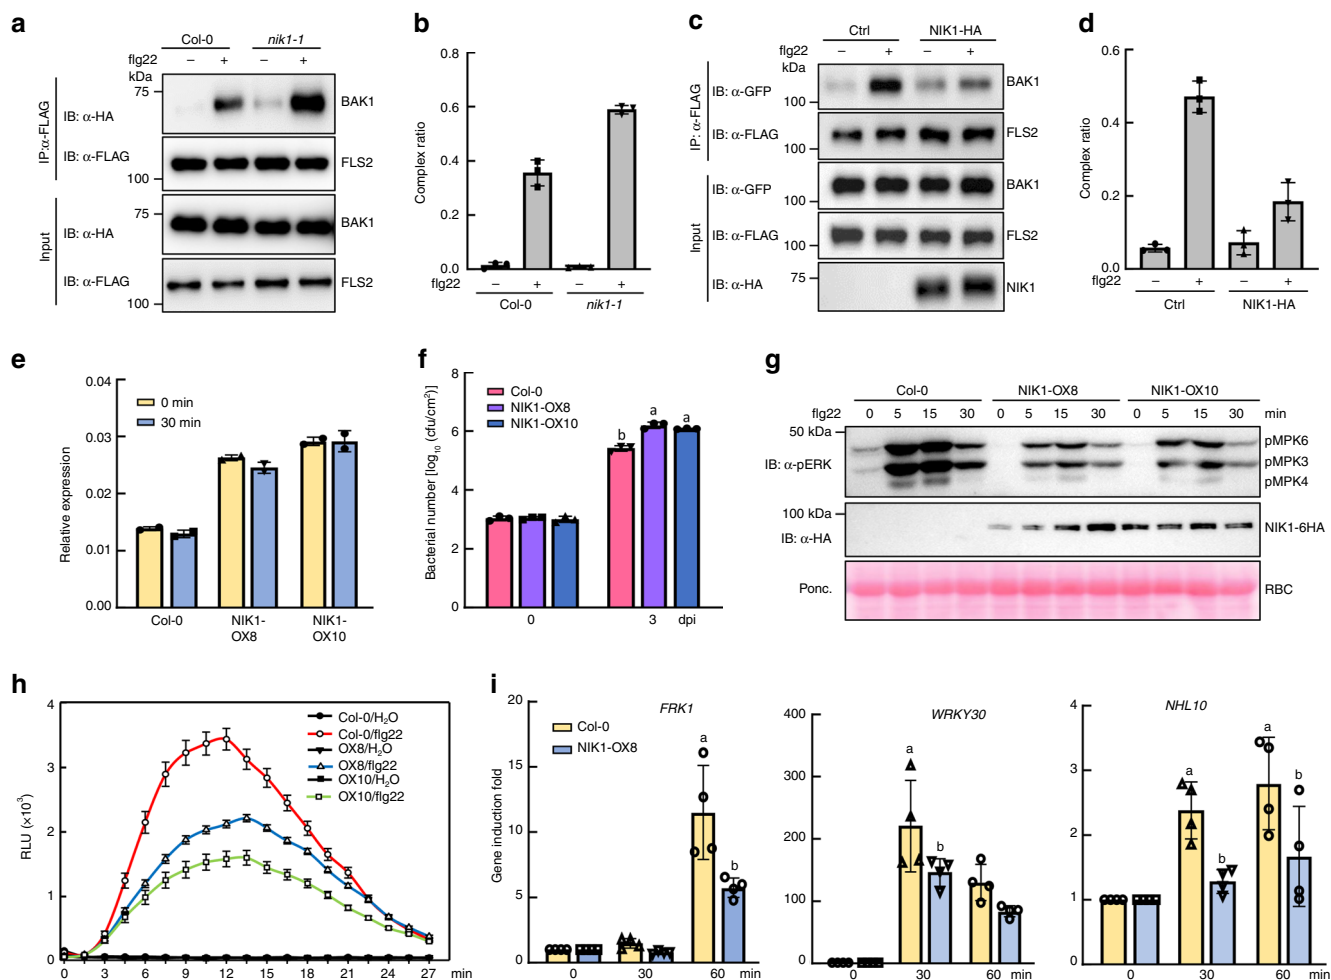 a
Col-0 nik1-1
flg22 – + – +
kDa
IP:α-FLAG
75
IB: α-HA BAK1
IB: α-FLAG FLS2
100
Input
75
IB: α-HA BAK1
IB: α-FLAG FLS2
100
b
Complex ratio
0.8
0.6
0.4
0.2
0.0
flg22 – + – +
Col-0 nik1-1
c
Ctrl NIK1-HA
flg22 – + – +
kDa
IP: α-FLAG
IB: α-GFP BAK1
100
IB: α-FLAG FLS2
100
Input
IB: α-GFP BAK1
100
IB: α-FLAG FLS2
100
75
IB: α-HA NIK1
d
Complex ratio
0.6
0.4
0.2
0.0
flg22 – + – +
Ctrl NIK1-HA
e
Relative expression
0.04
0.03
0.02
0.01
0.00
0 min
30 min
Col-0 NIK1-OX8 NIK1-OX10
f
Bacterial number [log10 (cfu/cm2)]
8
6
4
2
0
Col-0
NIK1-OX8
NIK1-OX10
b a a
0 3 dpi
g
Col-0 NIK1-OX8 NIK1-OX10
flg22 0 5 15 30 0 5 15 30 0 5 15 30 min
50 kDa
IB: α-pERK
pMPK6
pMPK3
pMPK4
100 kDa
IB: α-HA NIK1-6HA
Ponc. RBC
h
RLU (×10³)
4
3
2
1
0
Col-0/H2O
Col-0/flg22
OX8/H2O
OX8/flg22
OX10/H2O
OX10/flg22
0 3 6 9 12 15 18 21 24 27 min
i
Gene induction fold
FRK1
20
15
10
5
0
Col-0
NIK1-OX8
a
b
0 30 60 min
WRKY30
400
300
200
100
0
a
b
0 30 60 min
NHL10
4
3
2
1
0
a
b
a
b
0 30 60 min